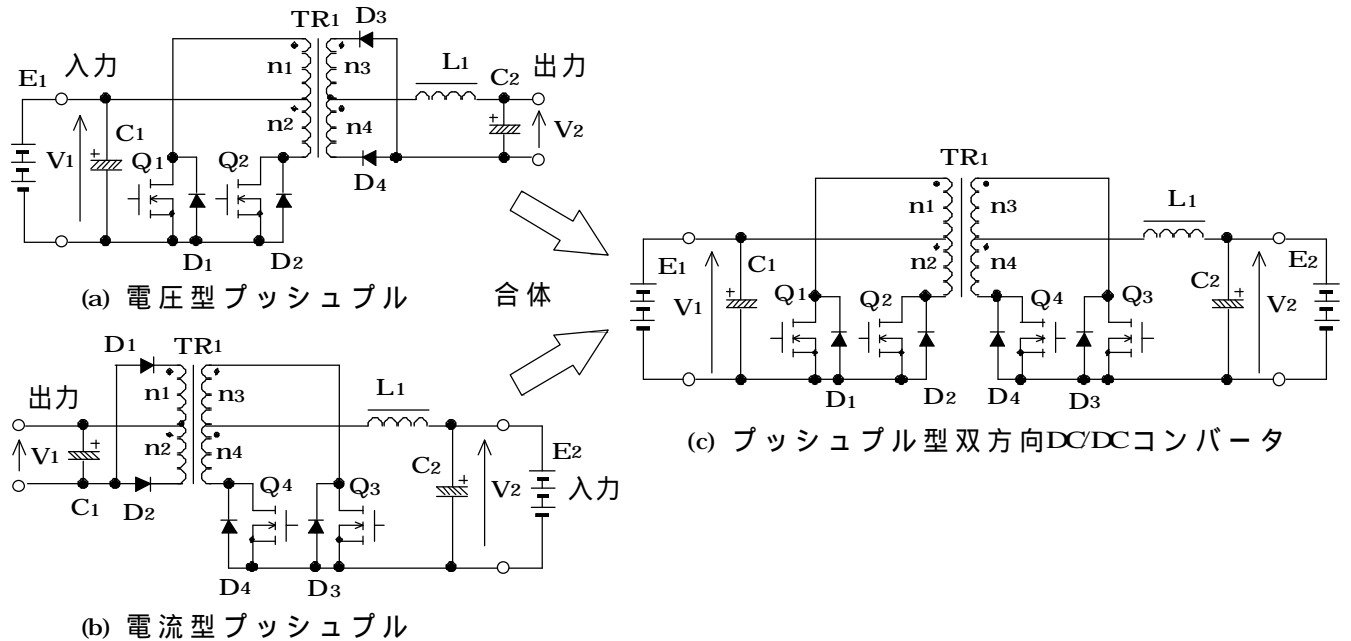 TR1
D3
E1
入力
n1
n3
L1
C2
出力
V1
C1
n2
n4
V2
Q1
Q2
D4
D1
D2
(a) 電圧型プッシュプル
合体
D1
TR1
出力
n1
n3
L1
V1
n2
n4
C2
E2
C1
D2
Q4
Q3
V2
入力
D4
D3
(b) 電流型プッシュプル
TR1
n1
n3
L1
E1
C1
n2
n4
C2
E2
V1
Q1
Q2
Q4
Q3
V2
D1
D2
D4
D3
(c) プッシュプル型双方向DC/DCコンバータ